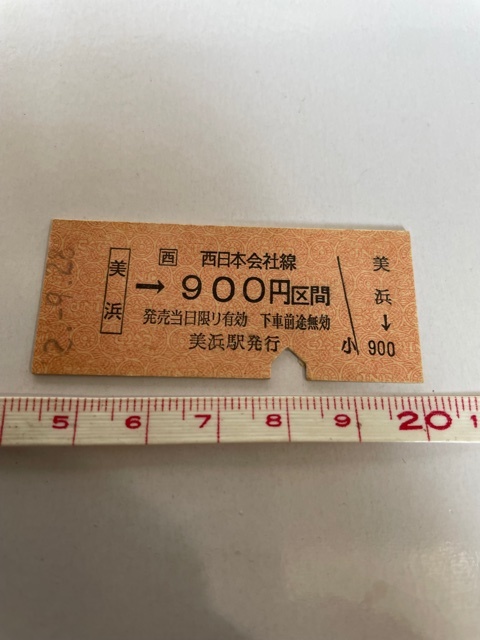 2.-9.26
美浜
西 西日本会社線
→900円区間
発売当日限り有効 下車前途無効
美浜駅発行
美浜↓
小 900
5 6 7 8 9 20 1